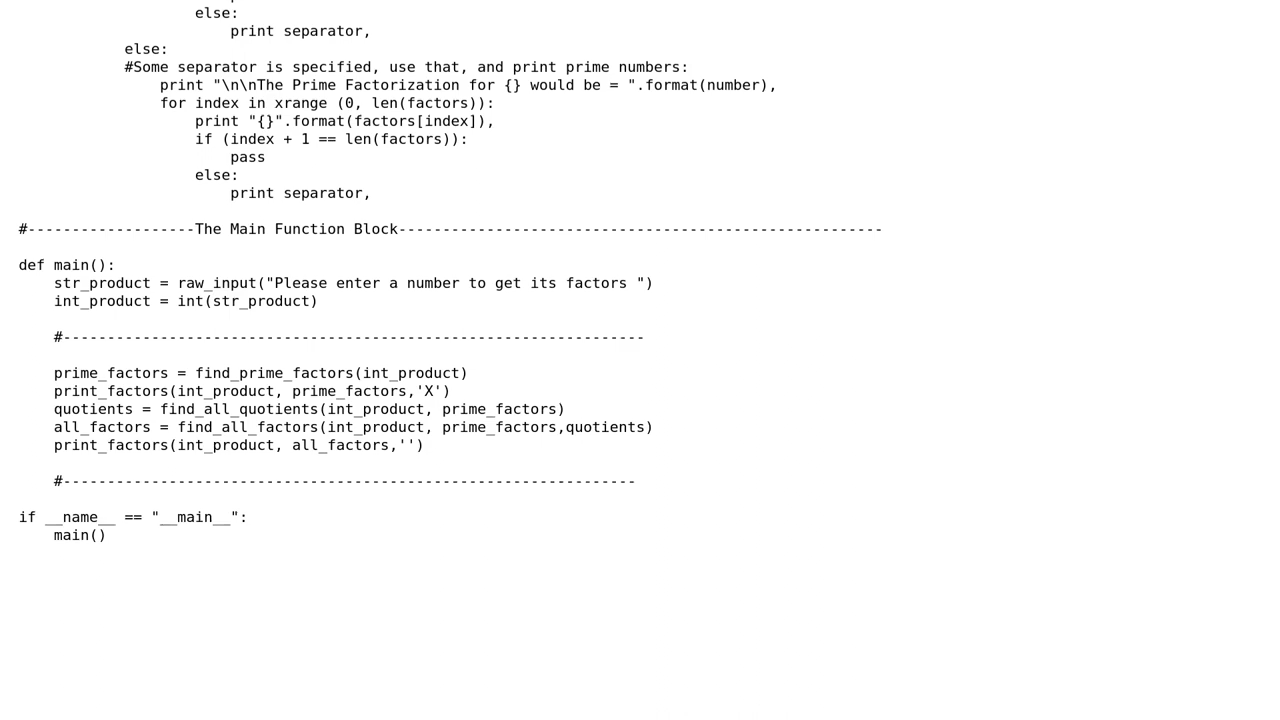 else:
print separator,
else:
#Some separator is specified, use that, and print prime numbers:
print "\n\nThe Prime Factorization for {} would be = ".format(number),
for index in xrange (0, len(factors)):
print "{}".format(factors[index]),
if (index + 1 == len(factors)):
pass
else:
print separator,
#-------------------The Main Function Block-------------------------------------------------------
def main():
str_product = raw_input("Please enter a number to get its factors ")
int_product = int(str_product)
#------------------------------------------------------------------
prime_factors = find_prime_factors(int_product)
print_factors(int_product, prime_factors,'X')
quotients = find_all_quotients(int_product, prime_factors)
all_factors = find_all_factors(int_product, prime_factors,quotients)
print_factors(int_product, all_factors,'')
#-----------------------------------------------------------------
if __name__ == "__main__":
main()